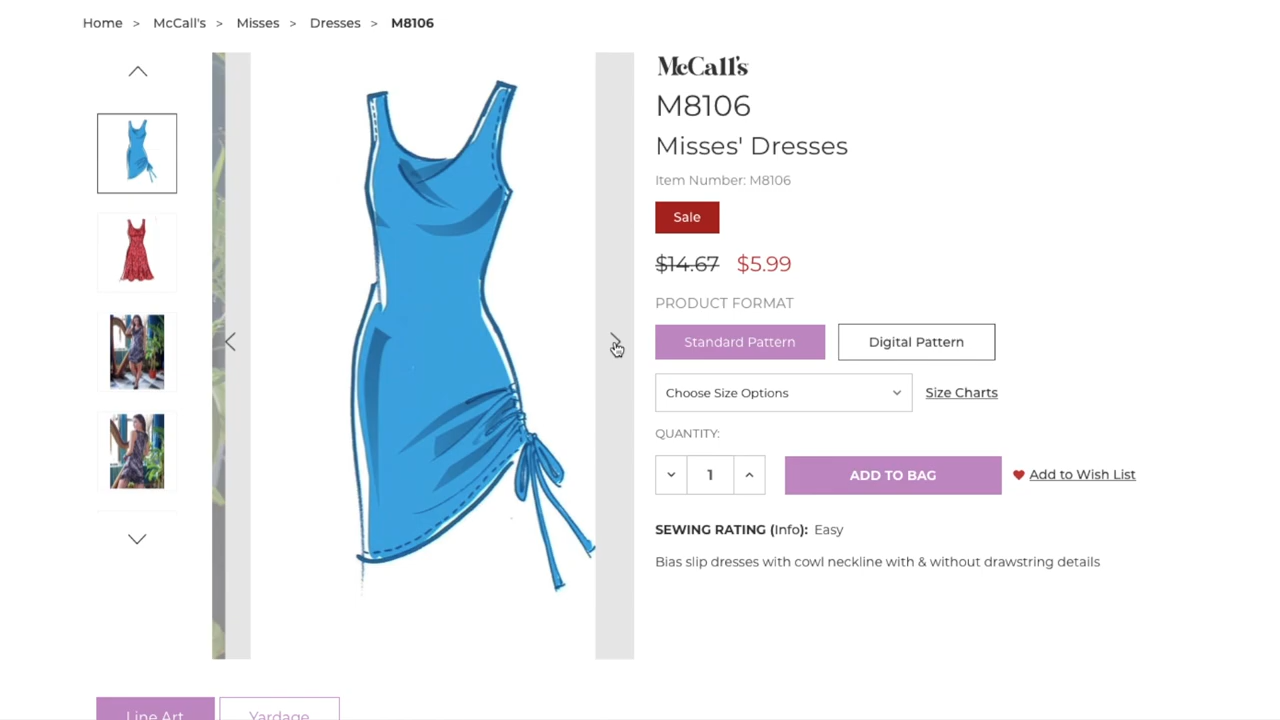 Home > McCall's > Misses > Dresses > M8106
McCall's
M8106
Misses' Dresses
Item Number: M8106
Sale
$14.67 $5.99
PRODUCT FORMAT
Standard Pattern Digital Pattern
Choose Size Options Size Charts
QUANTITY:
1 ADD TO BAG Add to Wish List
SEWING RATING (Info): Easy
Bias slip dresses with cowl neckline with & without drawstring details
Line Art Yardage